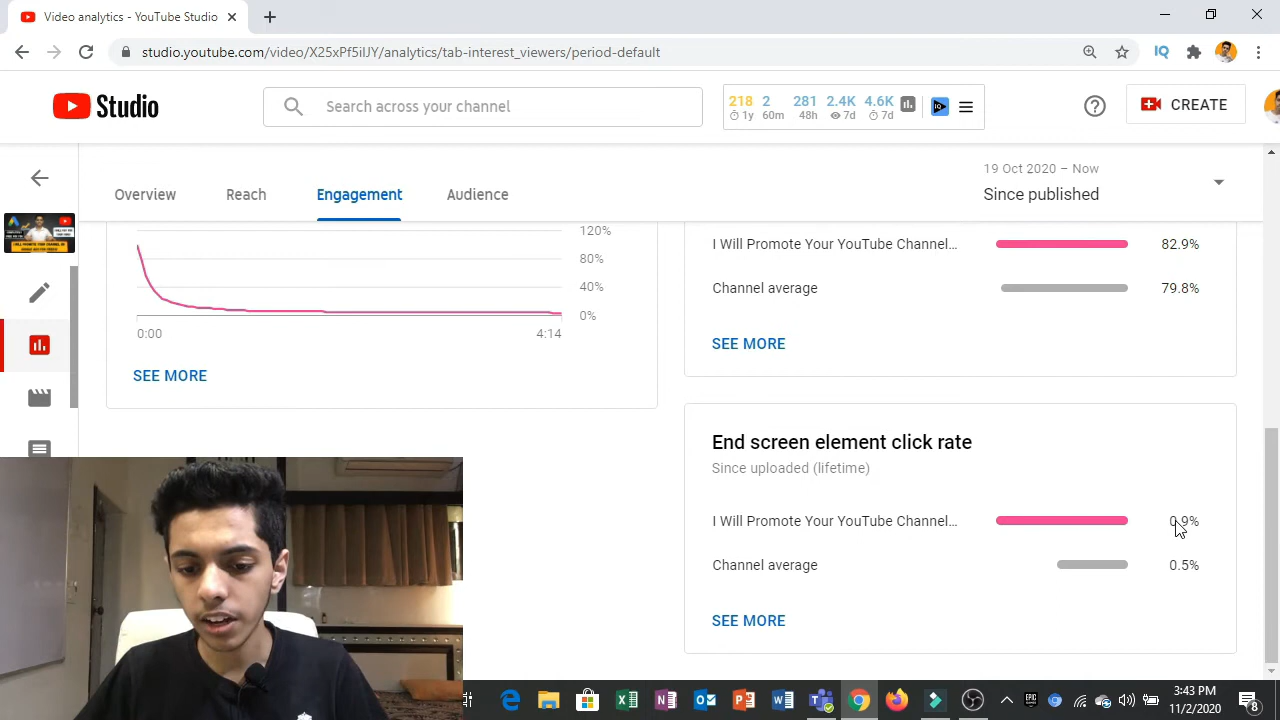 Video analytics - YouTube Studio
studio.youtube.com/video/X25xPf5iIJY/analytics/tab-interest_viewers/period-default
IQ
Studio
Search across your channel
218 2 281 2.4K 4.6K
1y 60m 48h 7d 7d
CREATE
Overview
Reach
Engagement
Audience
19 Oct 2020 – Now
Since published
120%
80%
40%
0%
0:00
4:14
SEE MORE
I Will Promote Your YouTube Channel...
82.9%
Channel average
79.8%
SEE MORE
End screen element click rate
Since uploaded (lifetime)
I Will Promote Your YouTube Channel...
0.9%
Channel average
0.5%
SEE MORE
3:43 PM
11/2/2020